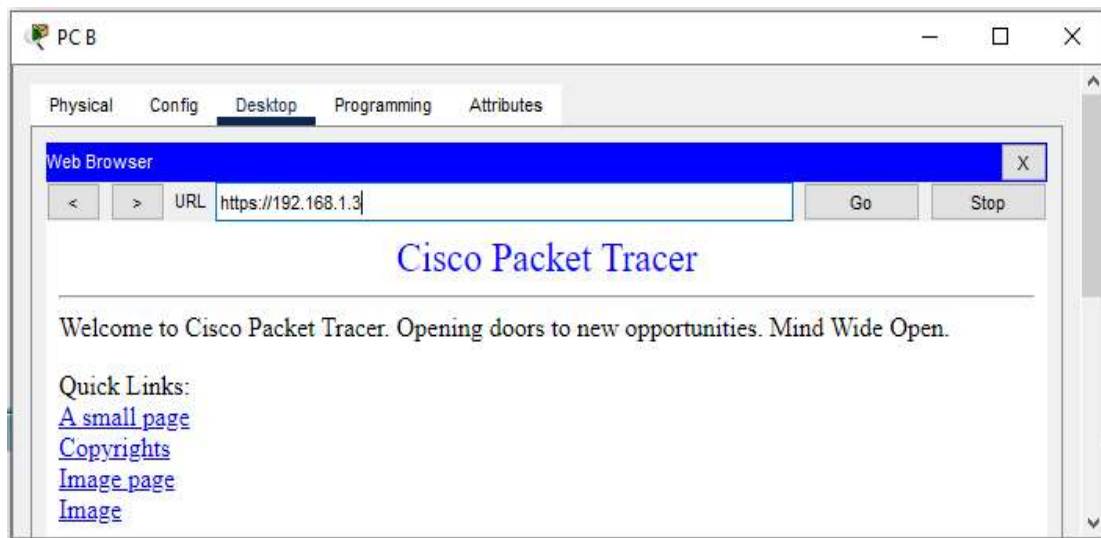 PC B
Physical Config Desktop Programming Attributes
Web Browser X
< > URL https://192.168.1.3 Go Stop
Cisco Packet Tracer
Welcome to Cisco Packet Tracer. Opening doors to new opportunities. Mind Wide Open.
Quick Links:
A small page
Copyrights
Image page
Image